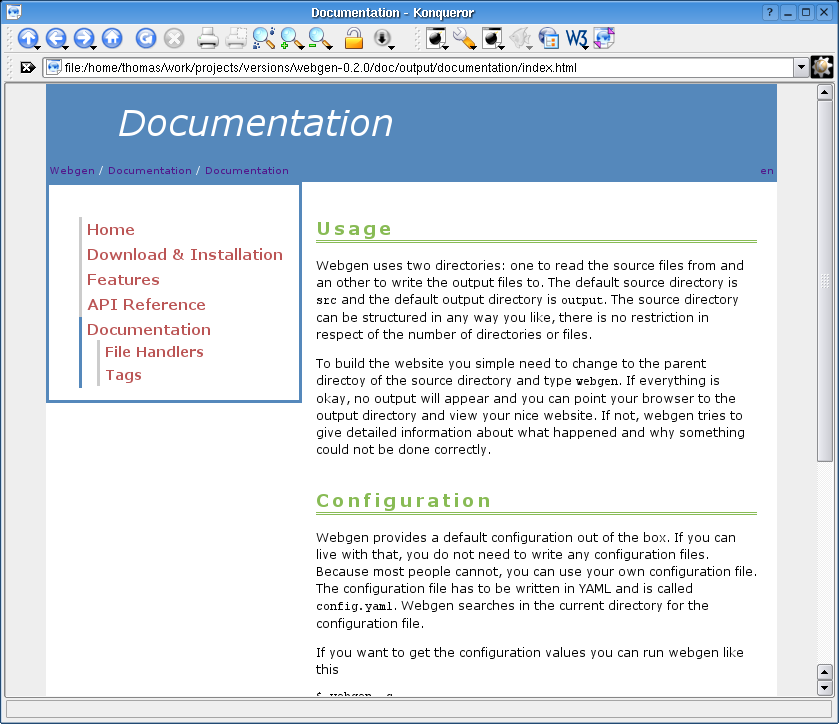 Documentation - Konqueror
file:/home/thomas/work/projects/versions/webgen-0.2.0/doc/output/documentation/index.html
Documentation
Webgen / Documentation / Documentation
en
Home
Download & Installation
Features
API Reference
Documentation
File Handlers
Tags
Usage
Webgen uses two directories: one to read the source files from and
an other to write the output files to. The default source directory is
src and the default output directory is output. The source directory
can be structured in any way you like, there is no restriction in
respect of the number of directories or files.
To build the website you simple need to change to the parent
directoy of the source directory and type webgen. If everything is
okay, no output will appear and you can point your browser to the
output directory and view your nice website. If not, webgen tries to
give detailed information about what happened and why something
could not be done correctly.
Configuration
Webgen provides a default configuration out of the box. If you can
live with that, you do not need to write any configuration files.
Because most people cannot, you can use your own configuration file.
The configuration file has to be written in YAML and is called
config.yaml. Webgen searches in the current directory for the
configuration file.
If you want to get the configuration values you can run webgen like
this
$ webgen